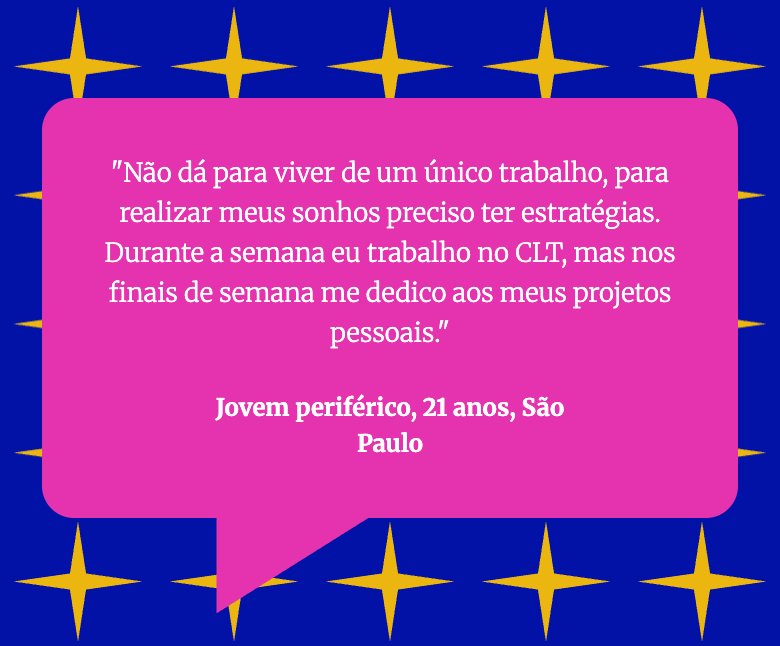 "Não dá para viver de um único trabalho, para
realizar meus sonhos preciso ter estratégias.
Durante a semana eu trabalho no CLT, mas nos
finais de semana me dedico aos meus projetos
pessoais."
Jovem periférico, 21 anos, São
Paulo